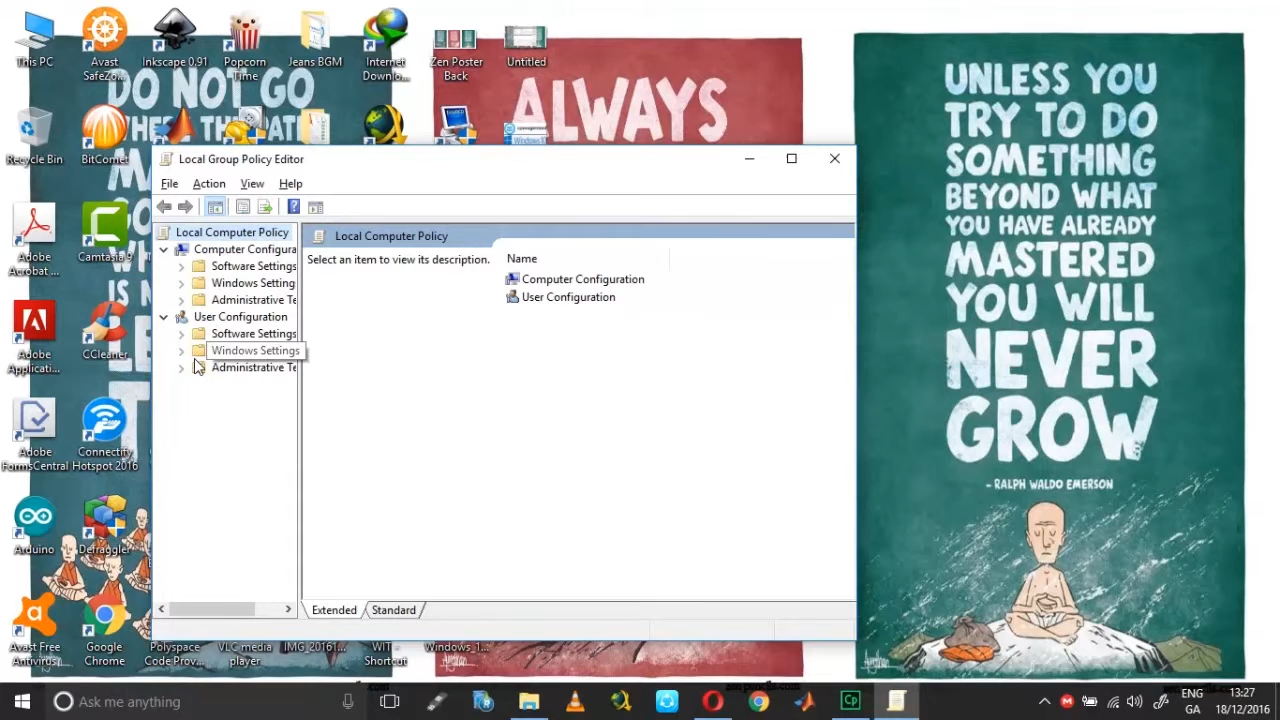 This PC
Avast
SafeZo...
Inkscape 0.91
Popcorn
Time
Jeans BGM
Internet
Downlo...
Zen Poster
Back
Untitled
DO NOT GO
ALWAYS
Recycle Bin
BitComet
UNLESS YOU
TRY TO DO
SOMETHING
BEYOND WHAT
YOU HAVE ALREADY
MASTERED
YOU WILL
NEVER
GROW
- RALPH WALDO EMERSON
Local Group Policy Editor
File
Action
View
Help
Local Computer Policy
Computer Configura
Software Settings
Windows Setting
Administrative Te
User Configuration
Software Settings
Windows Settings
Administrative Te
Local Computer Policy
Select an item to view its description.
Name
Computer Configuration
User Configuration
Extended
Standard
Adobe
Acrobat ...
Camtasia 9
Adobe
Applicati...
CCleaner
Adobe
FormsCentral
Connectify
Hotspot 2016
Arduino
Defraggler
Avast Free
Antivirus
Google
Chrome
Polyspace
Code Prov...
VLC media
player
IMG_20161...
WIT -
Shortcut
Windows_1...
Ask me anything
Cp
ENG
GA
13:27
18/12/2016